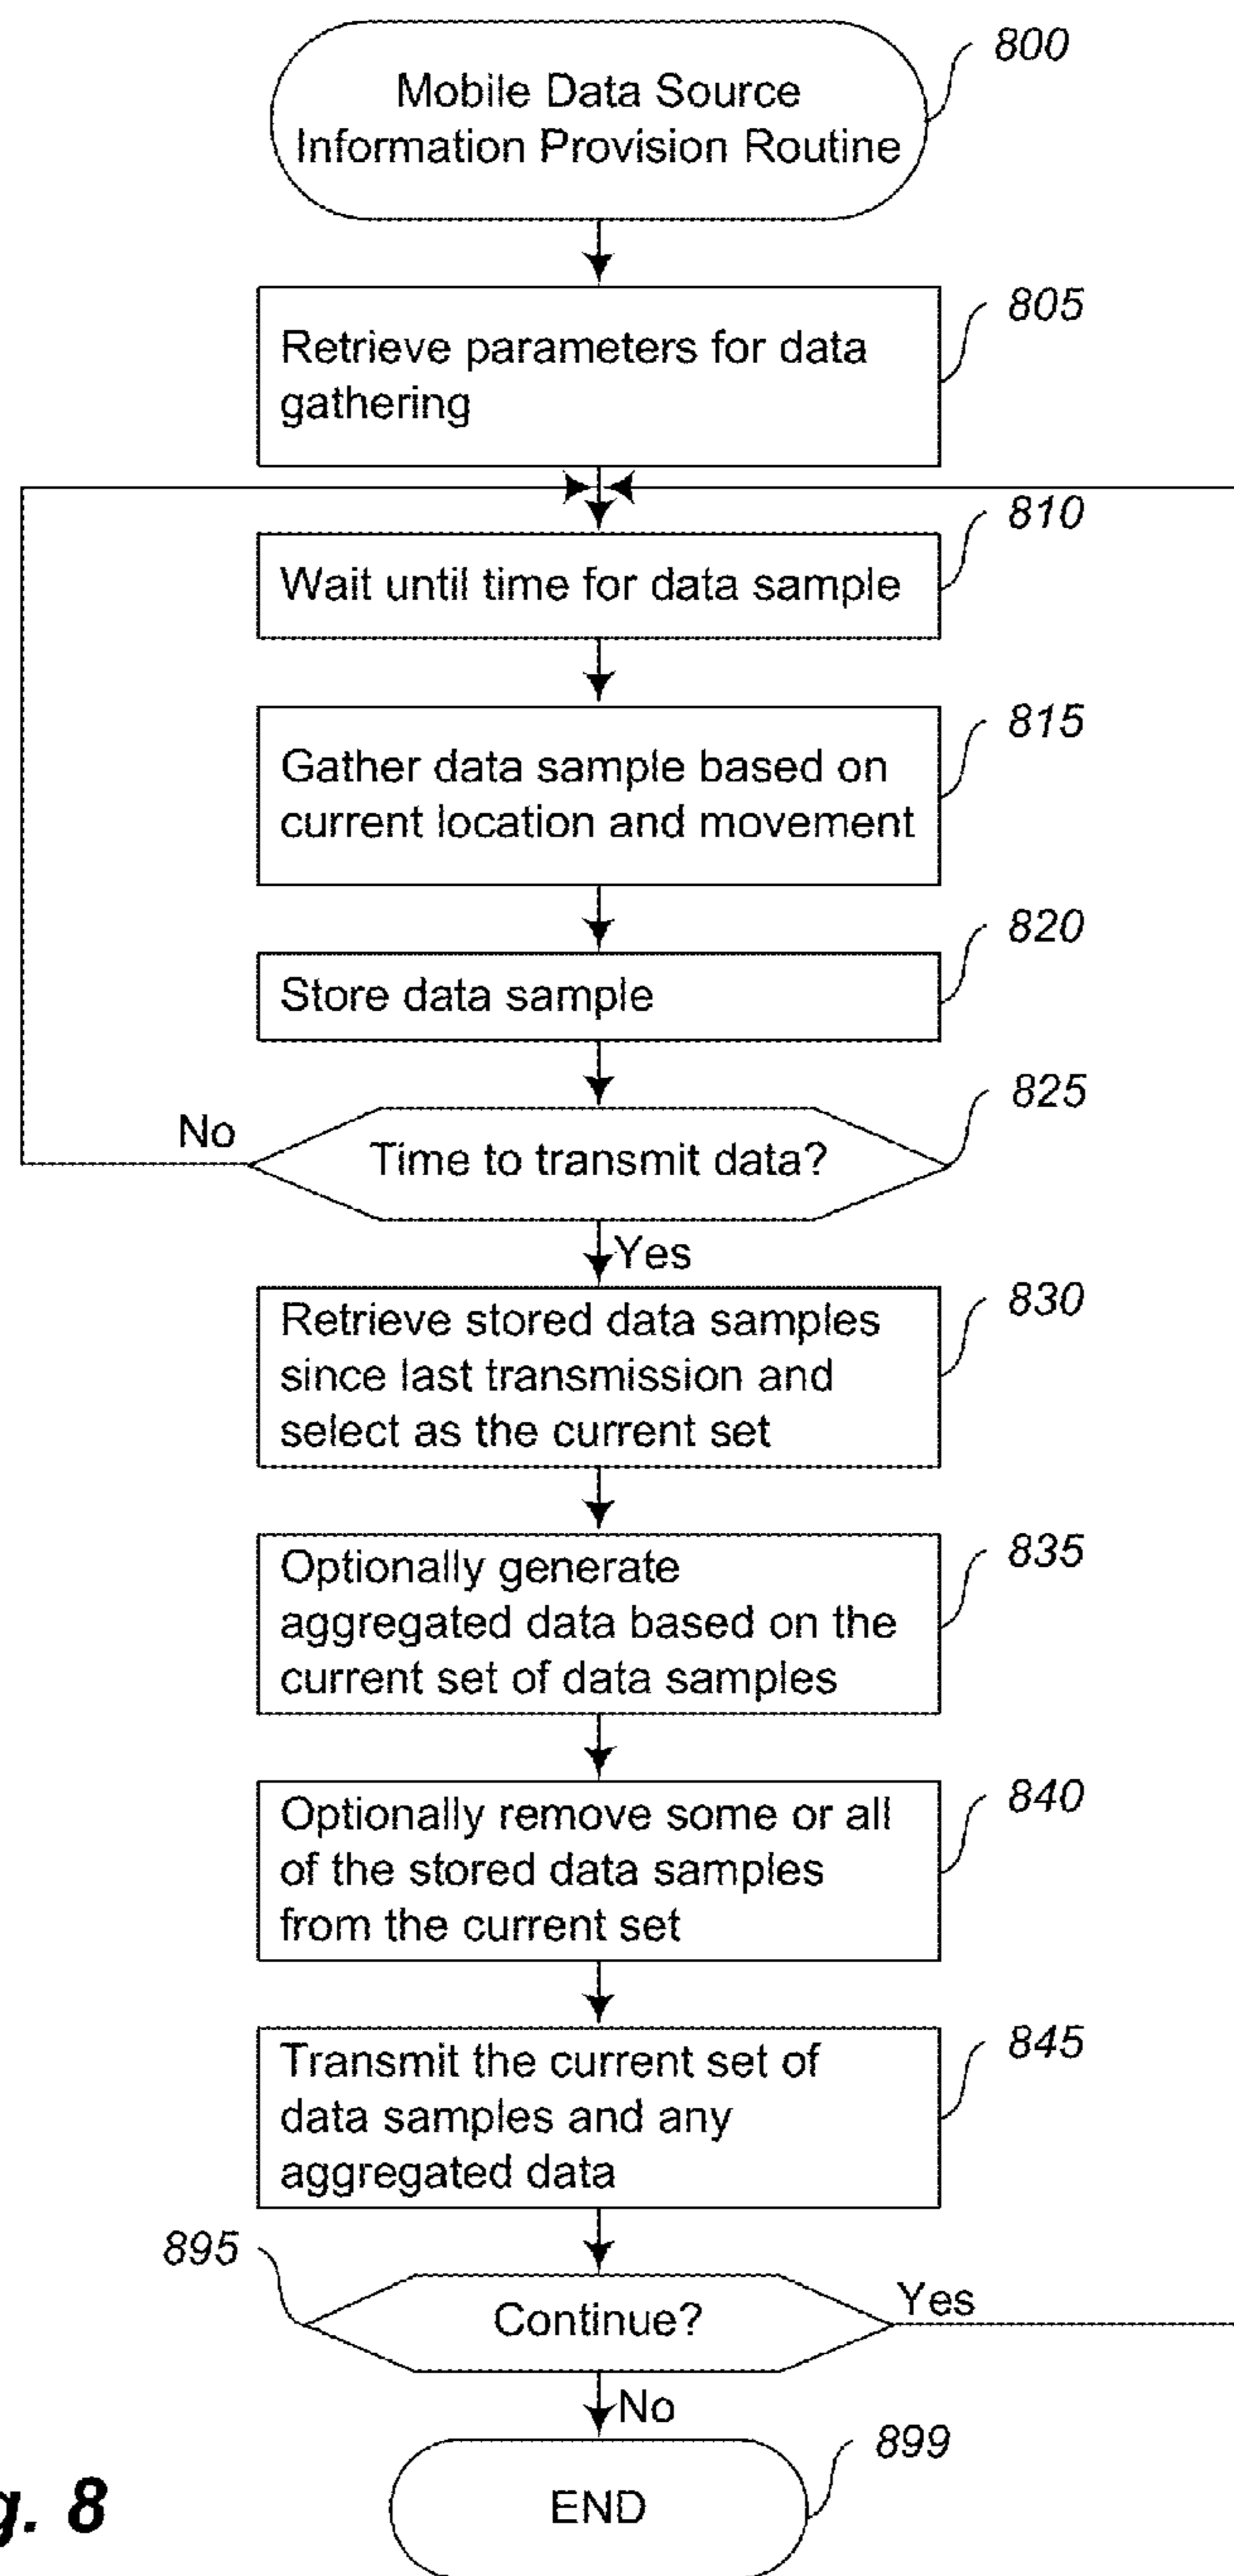 800
Mobile Data Source
Information Provision Routine
805
Retrieve parameters for data
gathering
810
Wait until time for data sample
815
Gather data sample based on
current location and movement
820
Store data sample
825
No
Time to transmit data?
Yes
830
Retrieve stored data samples
since last transmission and
select as the current set
835
Optionally generate
aggregated data based on the
current set of data samples
840
Optionally remove some or all
of the stored data samples
from the current set
845
Transmit the current set of
data samples and any
aggregated data
895
Continue?
Yes
No
899
END
g. 8